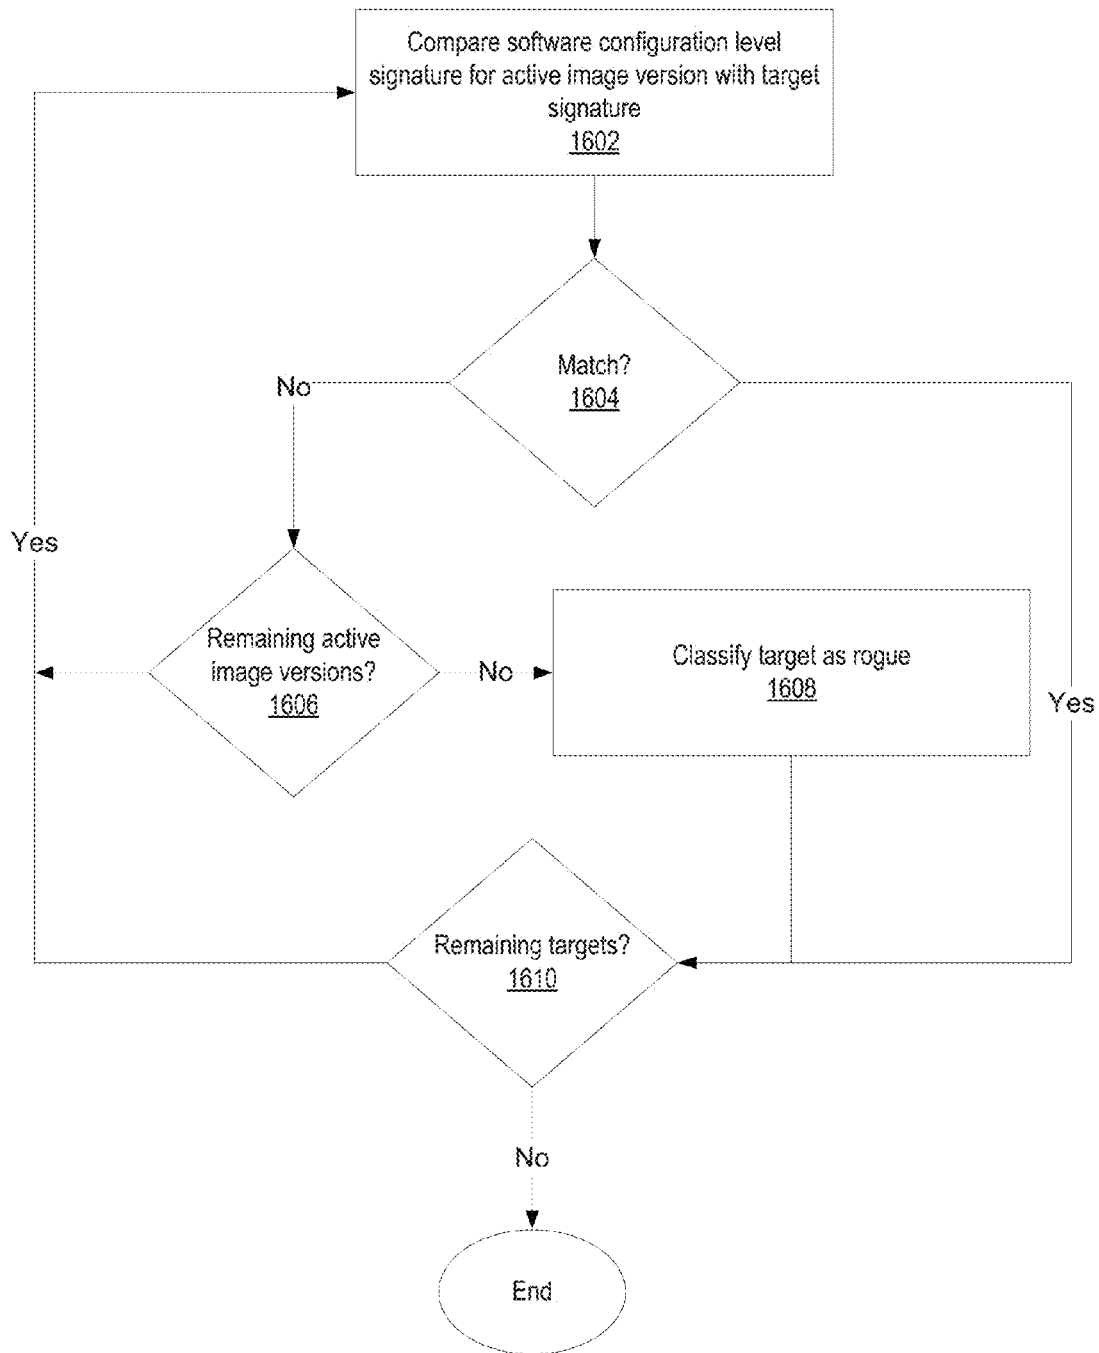 Compare software configuration level
signature for active image version with target
signature
1602
Match?
1604
No
Yes
Remaining active
image versions?
1606
No
Classify target as rogue
1608
Yes
Remaining targets?
1610
No
End